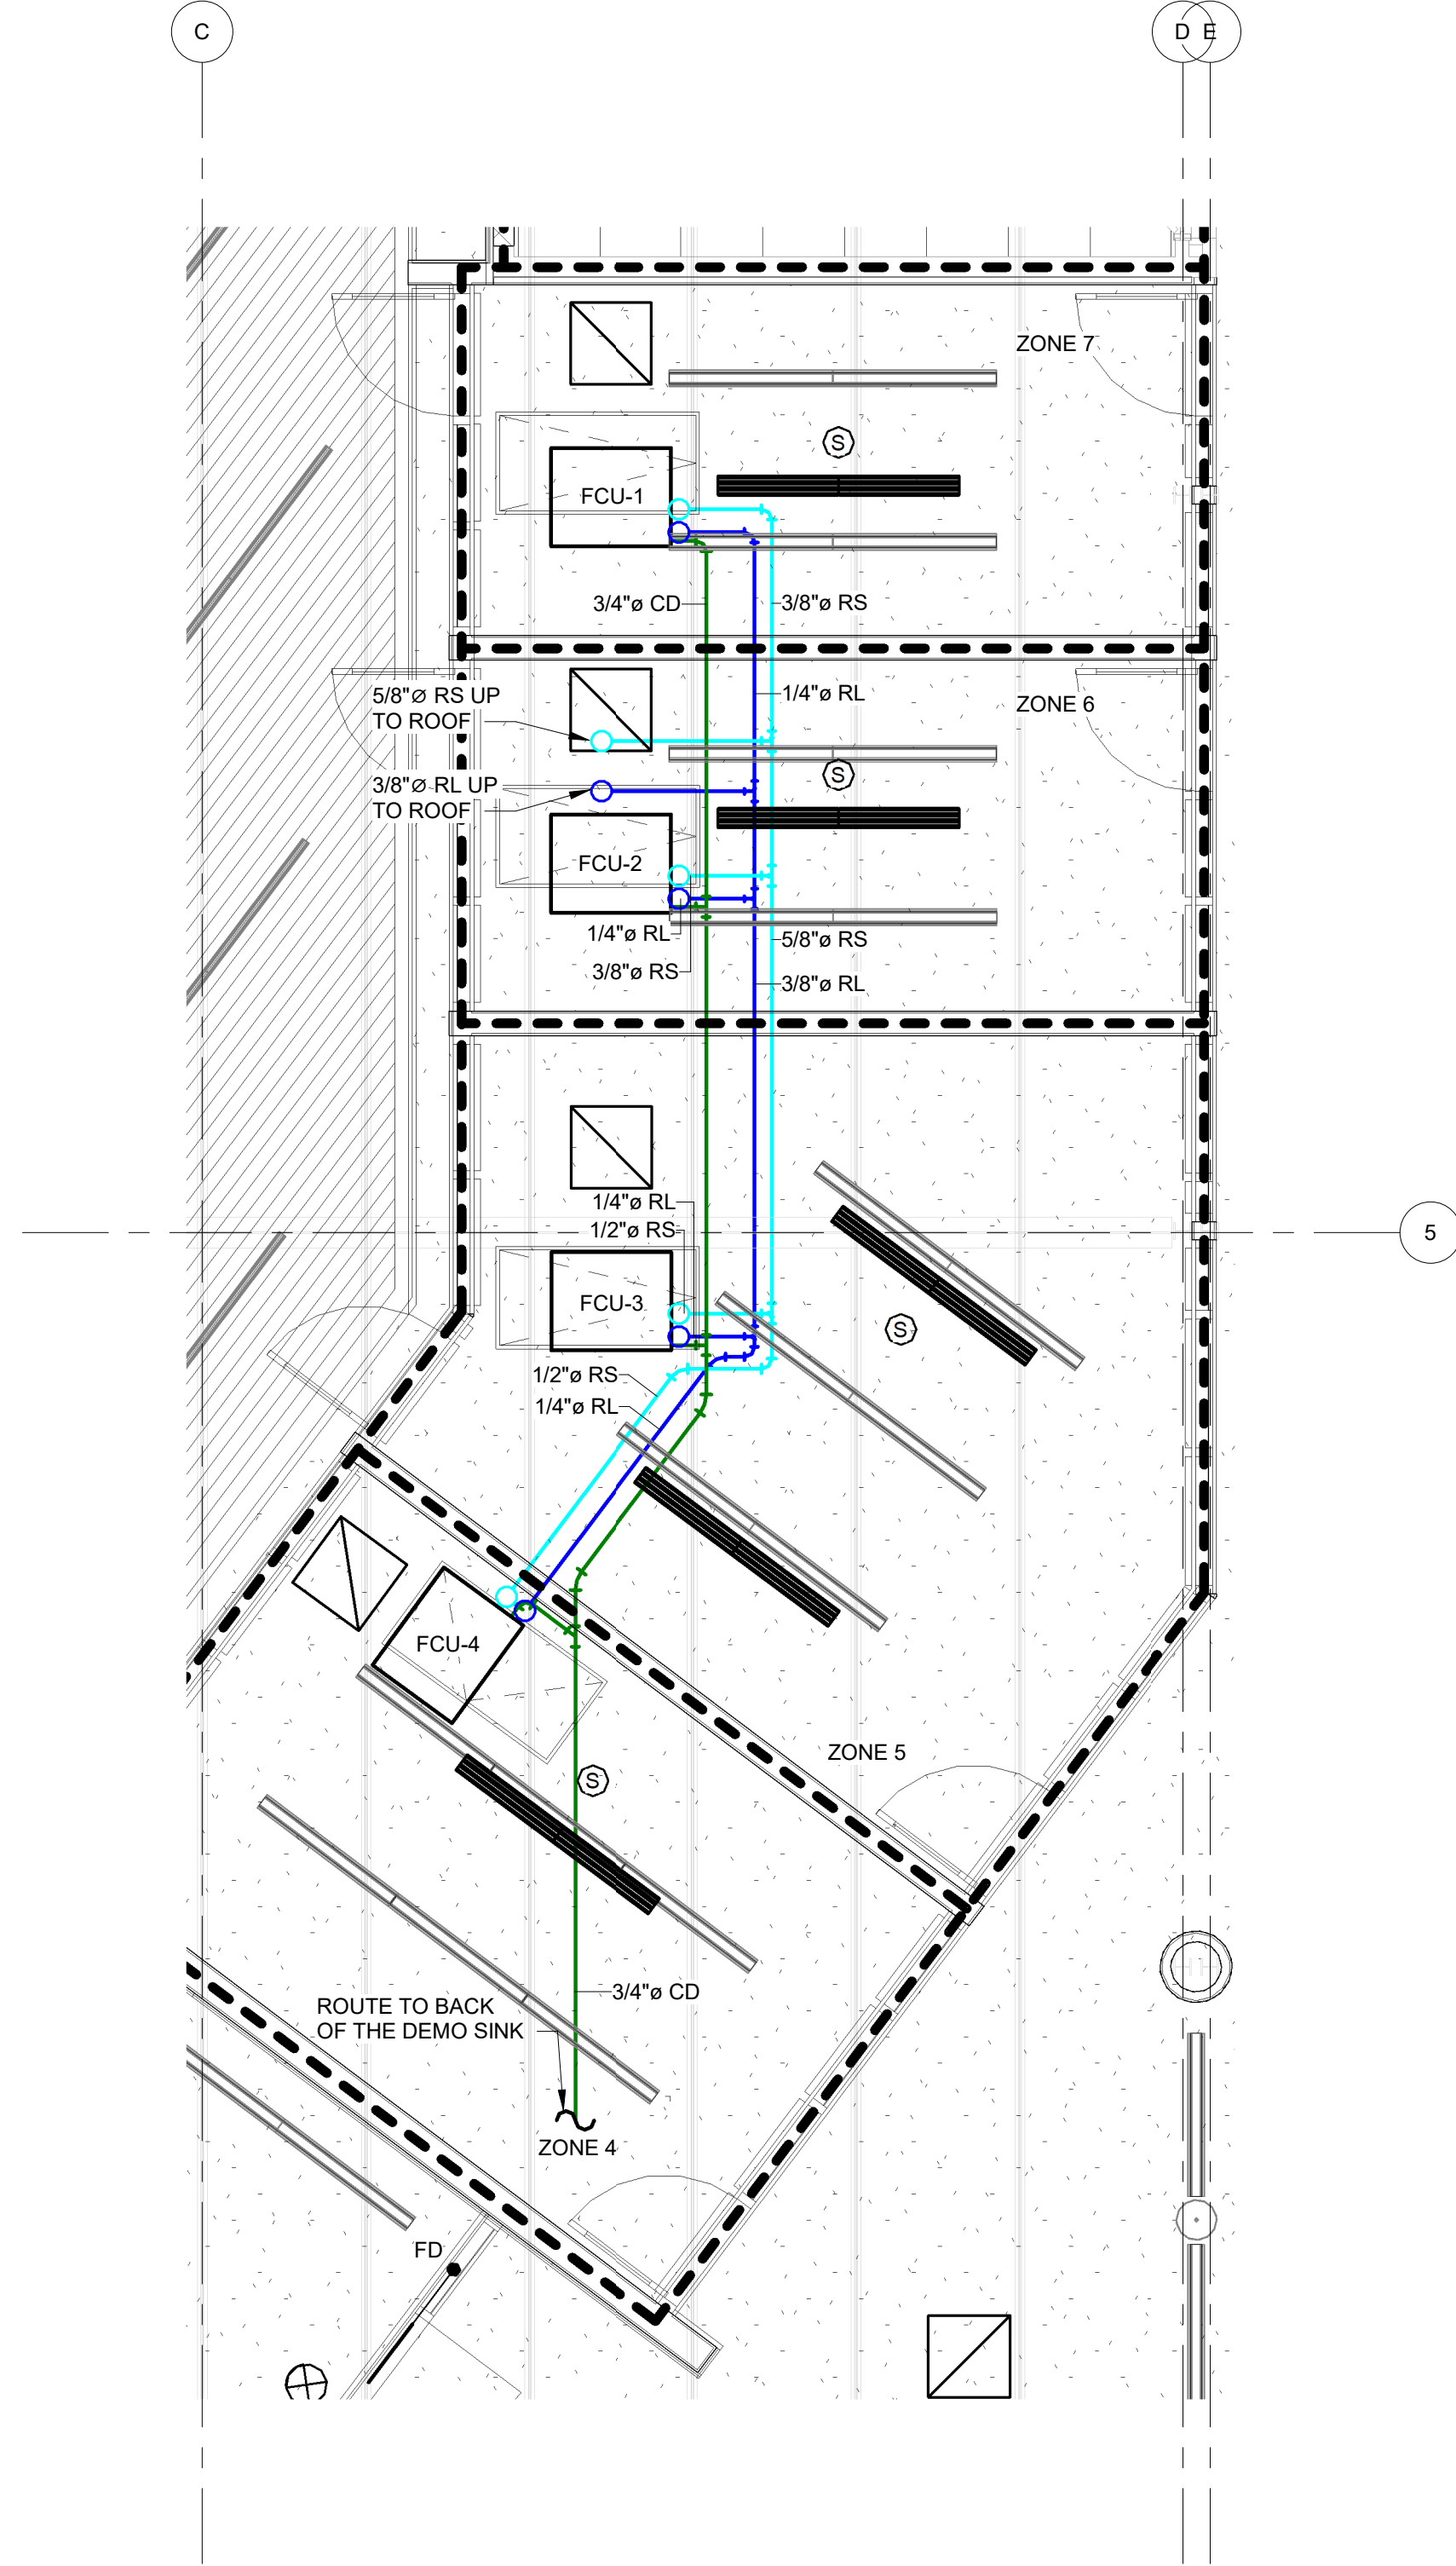 C
D
E
ZONE 7
S
FCU-1
3/4"ø CD
3/8"ø RS
5/8"Ø RS UP
TO ROOF
1/4"ø RL
ZONE 6
3/8"Ø RL UP
TO ROOF
S
FCU-2
1/4"ø RL
5/8"ø RS
3/8"ø RS
3/8"ø RL
1/4"ø RL
1/2"ø RS
5
FCU-3
S
1/2"ø RS
1/4"ø RL
FCU-4
ZONE 5
S
3/4"ø CD
ROUTE TO BACK
OF THE DEMO SINK
ZONE 4
FD